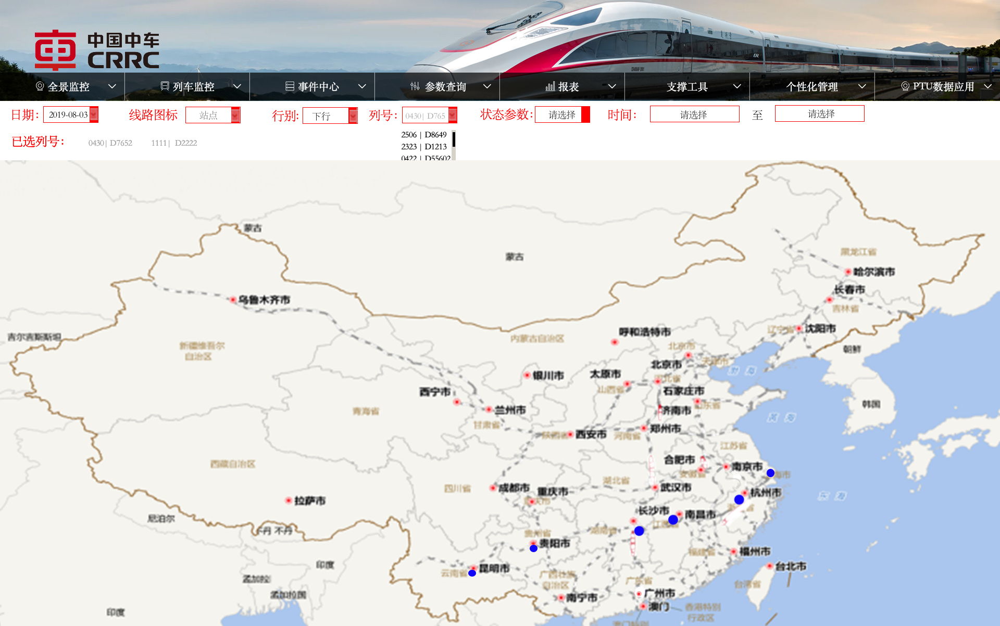 中国中车
CRRC
全景监控 列车监控 事件中心 参数查询 报表 支撑工具 个性化管理 PTU数据应用
日期: 2019-08-03 线路图标 站点 行别: 下行 列号: 0430| D765 状态参数: 请选择 时间: 请选择 至 请选择
已选列号: 0430| D7652 1111| D2222
2506 | D8649
2323 | D1213
0422 | D55602
蒙古
黑龙江省
蒙古
哈尔滨市
长春市
乌鲁木齐市
吉林省
辽宁省 沈阳市
呼和浩特市
吉尔吉斯斯坦
内蒙古自治区
新疆维吾尔
自治区
北京市
朝鲜
天津市
北京市
渤海
太原市
银川市
河北省
山西省
石家庄市
西宁市
韩国
山东省
兰州市
济南市
青海省
黄海
甘肃省
郑州市
陕西省 西安市 河南省
江苏省
合肥市
西藏自治区
南京市
安徽省
海市
湖北省
四川省 成都市
武汉市
重庆市
杭州市
东海
拉萨市
重庆市
浙江省
长沙市
南昌市
尼泊尔
江西省
不丹 不丹
湖南省
贵州省
贵阳市
福建省 福州市
印度
台北市
昆明市
云南省
广西壮族
自治区
孟加拉
广东省
台湾省
孟加拉国
广州市
南宁市
澳门
香港特别
行政区
印度
澳门特别